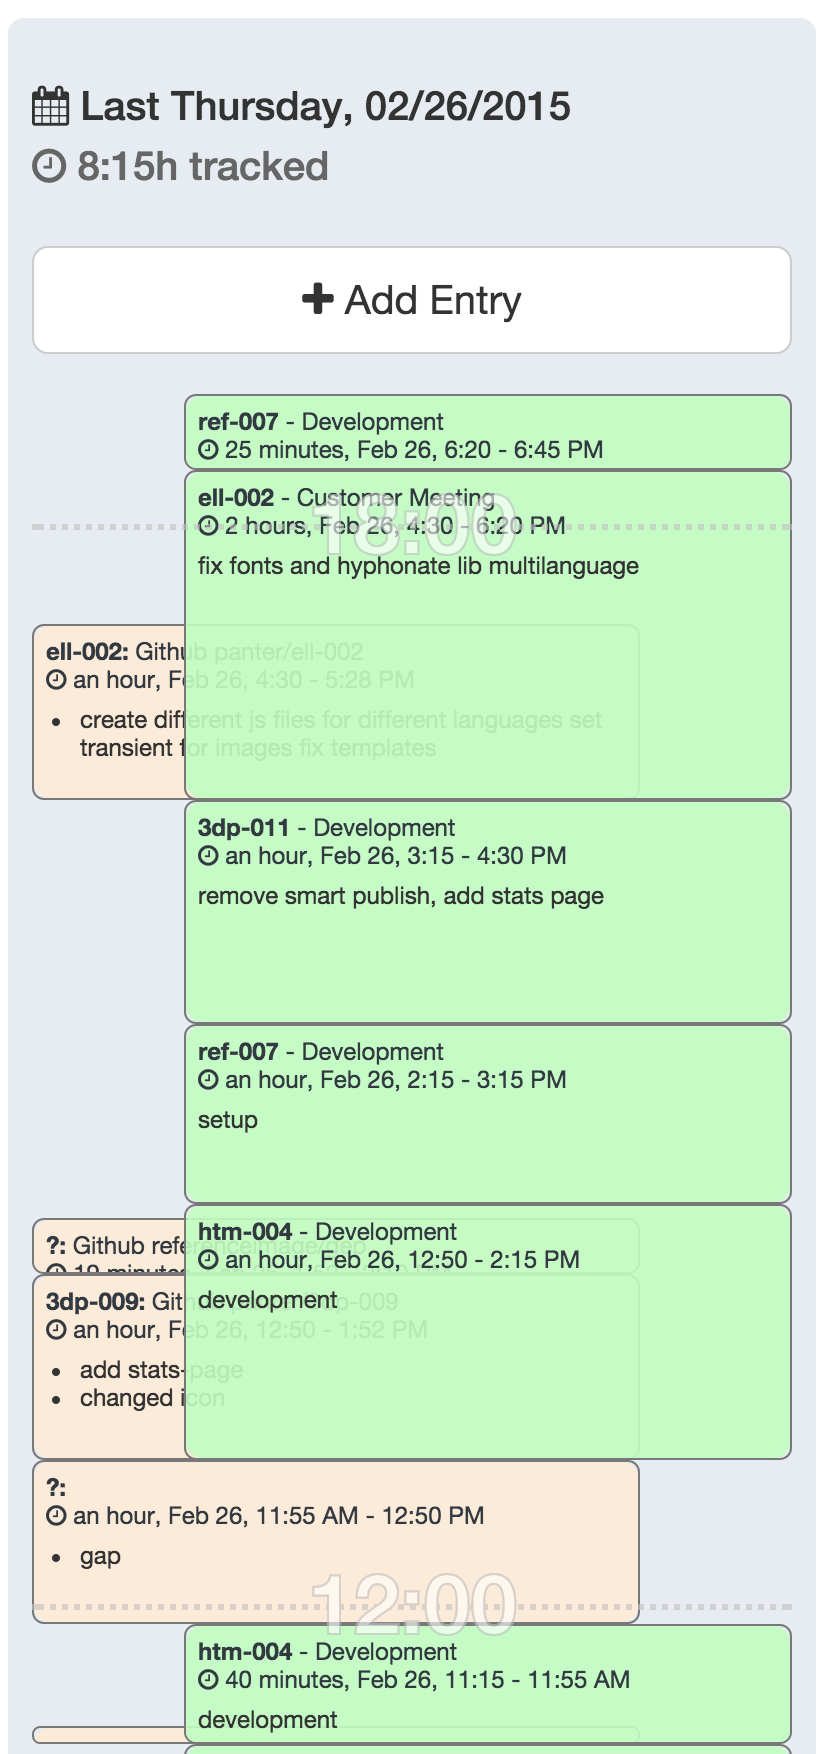 Last Thursday, 02/26/2015
8:15h tracked
Add Entry
ref-007 - Development
25 minutes, Feb 26, 6:20 - 6:45 PM
ell-002 - Customer Meeting
18:00
2 hours, Feb 26, 4:30 - 6:20 PM
fix fonts and hyphonate lib multilanguage
ell-002: Github panter/ell-002
an hour, Feb 26, 4:30 - 5:28 PM
• create different js files for different languages set
transient for images fix templates
3dp-011 - Development
an hour, Feb 26, 3:15 - 4:30 PM
remove smart publish, add stats page
ref-007 - Development
an hour, Feb 26, 2:15 - 3:15 PM
setup
htm-004 - Development
an hour, Feb 26, 12:50 - 2:15 PM
development
?: Github referenceimage/
19 minutes
3dp-009: Github
an hour, Feb 26, 12:50 - 1:52 PM
• add stats-page
• changed icon
?:
an hour, Feb 26, 11:55 AM - 12:50 PM
• gap
12:00
htm-004 - Development
40 minutes, Feb 26, 11:15 - 11:55 AM
development